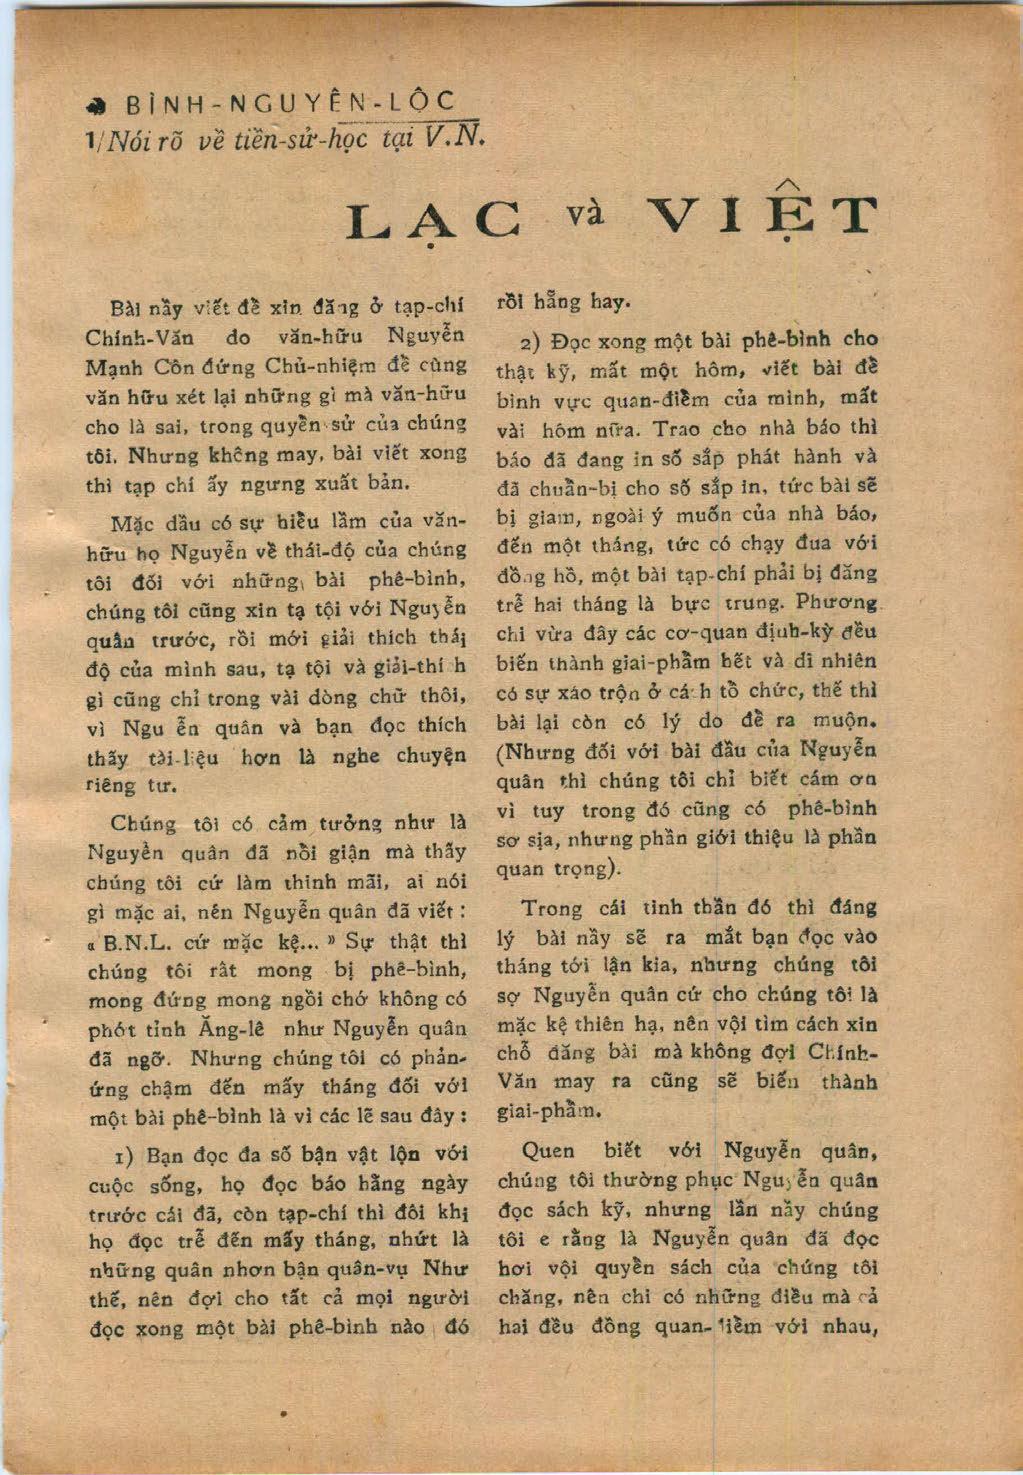 BÌNH-NGUYÊN-LỘC
1/Nói rõ về tiền-sử-học tại V.N.
LẠC và VIỆT
Bài nầy viết để xin đăng ở tạp-chí
Chính-Văn do văn-hữu Nguyễn
Mạnh Côn đứng Chủ-nhiệm để cùng
văn hữu xét lại những gì mà văn-hữu
cho là sai, trong quyển sử của chúng
tôi. Nhưng không may, bài viết xong
thì tạp chí ấy ngưng xuất bản.
Mặc dầu có sự hiểu lầm của văn-
hữu họ Nguyễn về thái-độ của chúng
tôi đối với những bài phê-bình,
chúng tôi cũng xin tạ tội với Nguyễn
quân trước, rồi mới giải thích thái
độ của mình sau, tạ tội và giải-thí h
gì cũng chỉ trong vài dòng chữ thôi,
vì Ngu ễn quân và bạn đọc thích
thấy tài-liệu hơn là nghe chuyện
riêng tư.
Chúng tôi có cảm tưởng như là
Nguyễn quân đã nổi giận mà thấy
chúng tôi cứ làm thinh mãi, ai nói
gì mặc ai, nên Nguyễn quân đã viết :
« B.N.L. cứ mặc kệ... » Sự thật thì
chúng tôi rất mong bị phê-bình,
mong đứng mong ngồi chớ không có
phớt tỉnh Ăng-lê như Nguyễn quân
đã ngỡ. Nhưng chúng tôi có phản-
ứng chậm đến mấy tháng đối với
một bài phê-bình là vì các lẽ sau đây :
1) Bạn đọc đa số bận vật lộn với
cuộc sống, họ đọc báo hằng ngày
trước cái đã, còn tạp-chí thì đôi khi
họ đọc trễ đến mấy tháng, nhứt là
những quân nhơn bận quân-vụ Như
thế, nên đợi cho tất cả mọi người
đọc xong một bài phê-bình nào đó
rồi hẵng hay.
2) Đọc xong một bài phê-bình cho
thật kỹ, mất một hôm, viết bài để
binh vực quan-điểm của mình, mất
vài hôm nữa. Trao cho nhà báo thì
báo đã đang in số sắp phát hành và
đã chuẩn-bị cho số sắp in, tức bài sẽ
bị giam, ngoài ý muốn của nhà báo,
đến một tháng, tức có chạy đua với
đồng hồ, một bài tạp-chí phải bị đăng
trễ hai tháng là bực trung. Phương
chi vừa đây các cơ-quan định-kỳ đều
biến thành giai-phẩm hết và dĩ nhiên
có sự xáo trộn ở cá h tổ chức, thế thì
bài lại còn có lý do để ra muộn.
(Nhưng đối với bài đầu của Nguyễn
quân thì chúng tôi chỉ biết cám ơn
vì tuy trong đó cũng có phê-bình
sơ sịa, nhưng phần giới thiệu là phần
quan trọng).
Trong cái tinh thần đó thì đáng
lý bài nầy sẽ ra mắt bạn đọc vào
tháng tới lận kia, nhưng chúng tôi
sợ Nguyễn quân cứ cho chúng tôi là
mặc kệ thiên hạ, nên vội tìm cách xin
chỗ đăng bài mà không đợi Chính-
Văn may ra cũng sẽ biến thành
giai-phẩm.
Quen biết với Nguyễn quân,
chúng tôi thường phục Nguyễn quân
đọc sách kỹ, nhưng lần nầy chúng
tôi e rằng là Nguyễn quân đã đọc
hơi vội quyển sách của chúng tôi
chăng, nên chi có những điều mà cả
hai đều đồng quan-điểm với nhau,